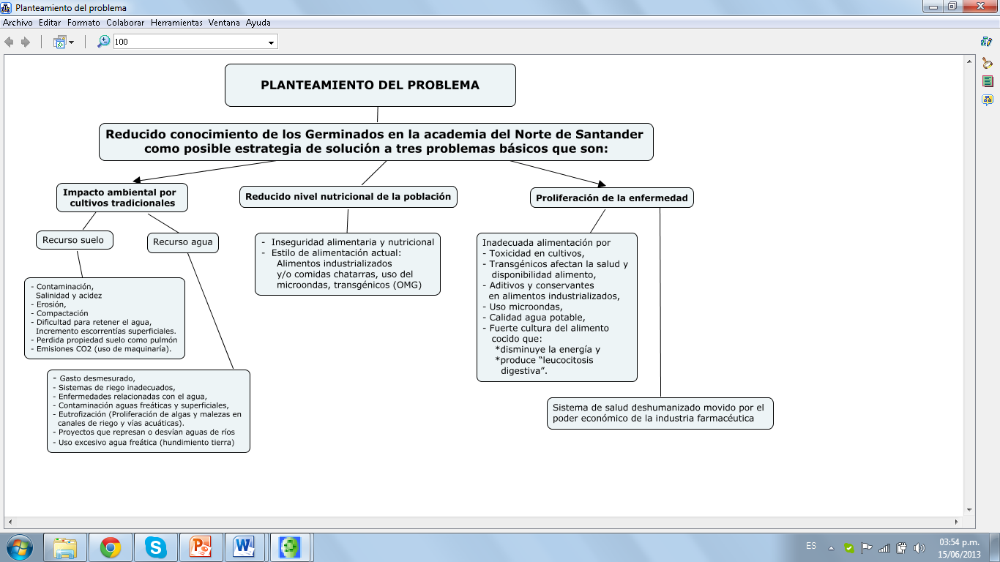 Planteamiento del problema
Archivo Editar Formato Colaborar Herramientas Ventana Ayuda
100
PLANTEAMIENTO DEL PROBLEMA
Reducido conocimiento de los Germinados en la academia del Norte de Santander
como posible estrategia de solución a tres problemas básicos que son:
Impacto ambiental por
cultivos tradicionales
Recurso suelo
Recurso agua
- Contaminación,
Salinidad y acidez
- Erosión,
- Compactación
- Dificultad para retener el agua,
Incremento escorrentías superficiales.
- Perdida propiedad suelo como pulmón
- Emisiones CO2 (uso de maquinaría).
- Gasto desmesurado,
- Sistemas de riego inadecuados,
- Enfermedades relacionadas con el agua,
- Contaminación aguas freáticas y superficiales,
- Eutrofización (Proliferación de algas y malezas en
canales de riego y vías acuáticas).
- Proyectos que represan o desvían aguas de ríos
- Uso excesivo agua freática (hundimiento tierra)
Reducido nivel nutricional de la población
- Inseguridad alimentaria y nutricional
- Estilo de alimentación actual:
Alimentos industrializados
y/o comidas chatarras, uso del
microondas, transgénicos (OMG)
Proliferación de la enfermedad
Inadecuada alimentación por
- Toxicidad en cultivos,
- Transgénicos afectan la salud y
disponibilidad alimento,
- Aditivos y conservantes
en alimentos industrializados,
- Uso microondas,
- Calidad agua potable,
- Fuerte cultura del alimento
cocido que:
*disminuye la energía y
*produce “leucocitosis
digestiva”.
Sistema de salud deshumanizado movido por el
poder económico de la industria farmacéutica
ES
03:54 p.m.
15/06/2013